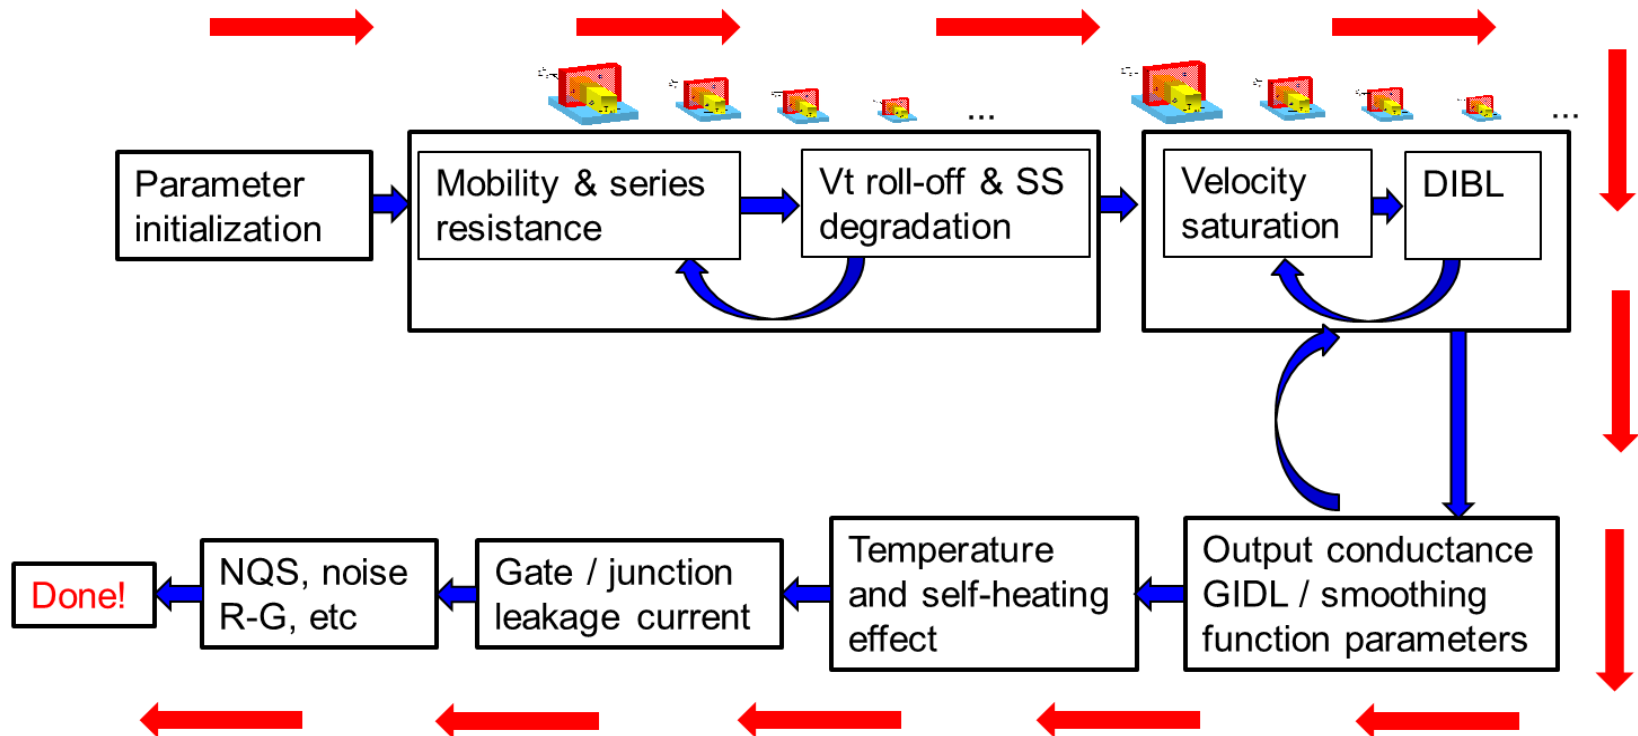 ...
...
Parameter
initialization
Mobility & series
resistance
Vt roll-off & SS
degradation
Velocity
saturation
DIBL
Output conductance
GIDL / smoothing
function parameters
Temperature
and self-heating
effect
Gate / junction
leakage current
NQS, noise
R-G, etc
Done!